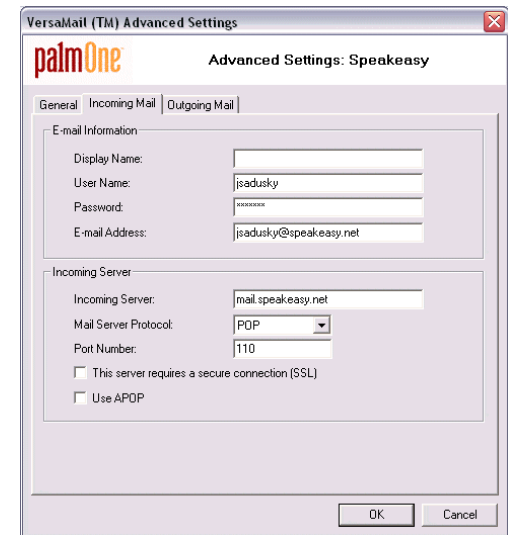 VersaMail (TM) Advanced Settings
palmOne Advanced Settings: Speakeasy
General Incoming Mail Outgoing Mail
E-mail Information
Display Name:
User Name: jsadusky
Password: xxxxxxx
E-mail Address: jsadusky@speakeasy.net
Incoming Server
Incoming Server: mail.speakeasy.net
Mail Server Protocol: POP
Port Number: 110
This server requires a secure connection (SSL)
Use APOP
OK Cancel